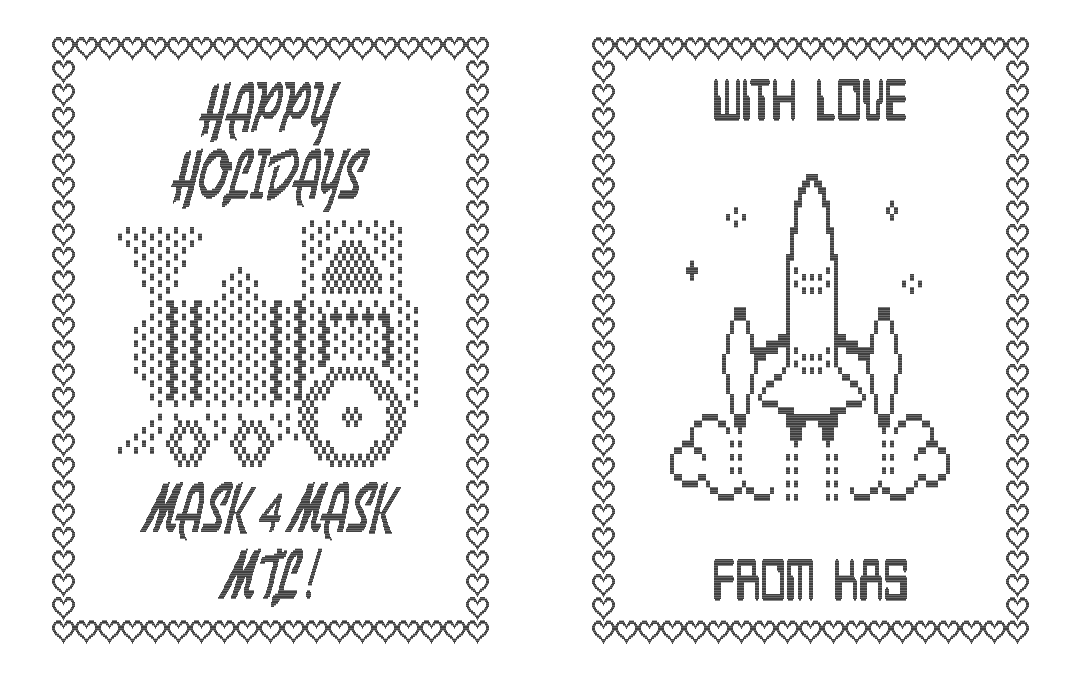 HAPPY
HOLIDAYS
MASK 4 MASK
MTL!
WITH LOVE
FROM KAS